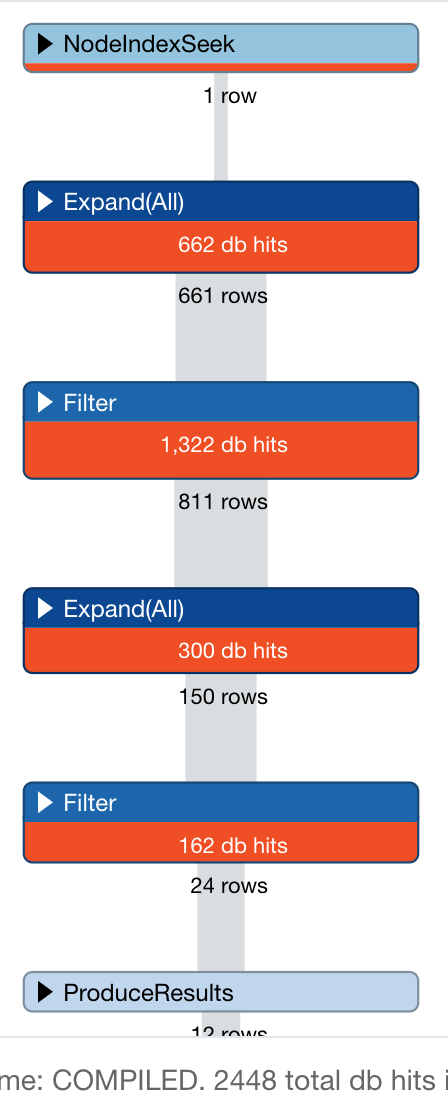 NodeIndexSeek
1 row
Expand(All)
662 db hits
661 rows
Filter
1,322 db hits
811 rows
Expand(All)
300 db hits
150 rows
Filter
162 db hits
24 rows
ProduceResults
12 rows
me: COMPILED. 2448 total db hits i